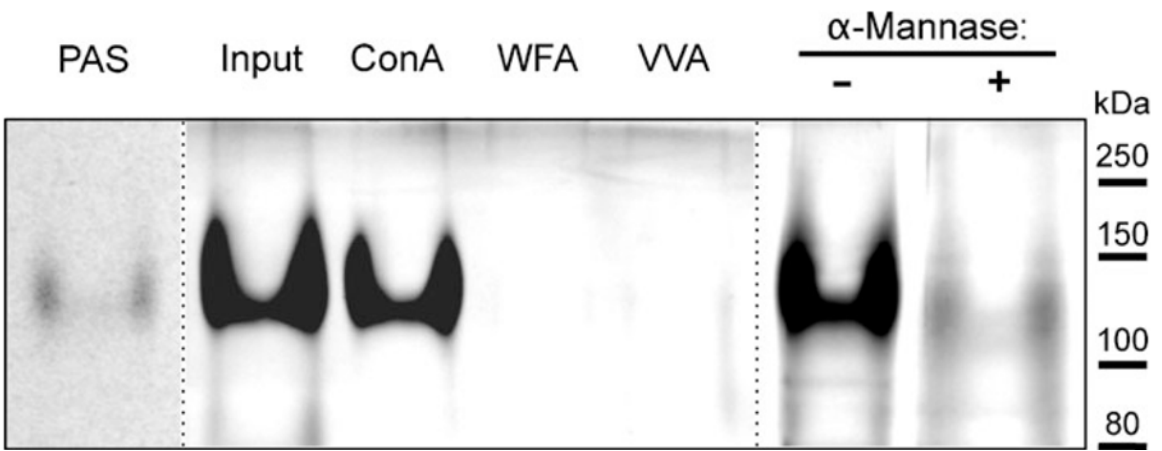 α-Mannase:
PAS Input ConA WFA VVA
– +
kDa
250
150
100
80